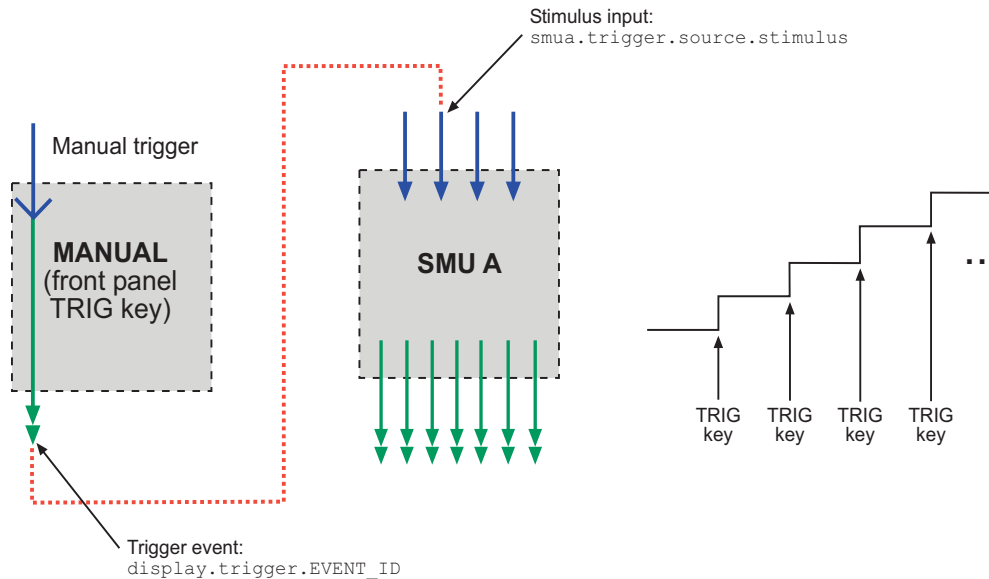 Stimulus input:
smua.trigger.source.stimulus
Manual trigger
MANUAL
(front panel
TRIG key)
SMU A
TRIG
key
TRIG
key
TRIG
key
TRIG
key
..
Trigger event:
display.trigger.EVENT_ID